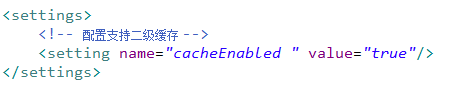 <settings>
<!-- 配置支持二级缓存 -->
<setting name="cacheEnabled " value="true"/>
</settings>